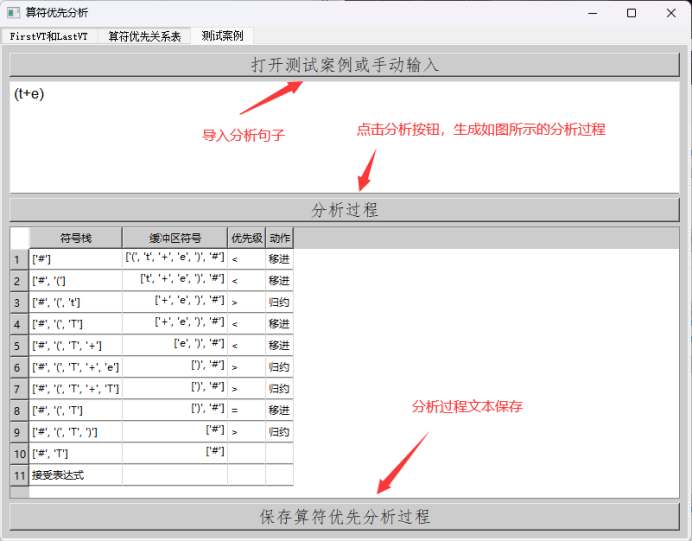 算符优先分析
FirstVT和LastVT 算符优先关系表 测试案例
打开测试案例或手动输入
(t+e)
导入分析句子
点击分析按钮，生成如图所示的分析过程
分析过程
符号栈 缓冲区符号 优先级 动作
1 ['#'] ['(', 't', '+', 'e', ')', '#'] < 移进
2 ['#', '('] ['t', '+', 'e', ')', '#'] < 移进
3 ['#', '(', 't'] ['+', 'e', ')', '#'] > 归约
4 ['#', '(', 'T'] ['+', 'e', ')', '#'] < 移进
5 ['#', '(', 'T', '+'] ['e', ')', '#'] < 移进
6 ['#', '(', 'T', '+', 'e'] [')', '#'] > 归约
7 ['#', '(', 'T', '+', 'T'] [')', '#'] > 归约
8 ['#', '(', 'T'] [')', '#'] = 移进
9 ['#', '(', 'T', ')'] ['#'] > 归约
10 ['#', 'T'] ['#']
11 接受表达式
分析过程文本保存
保存算符优先分析过程